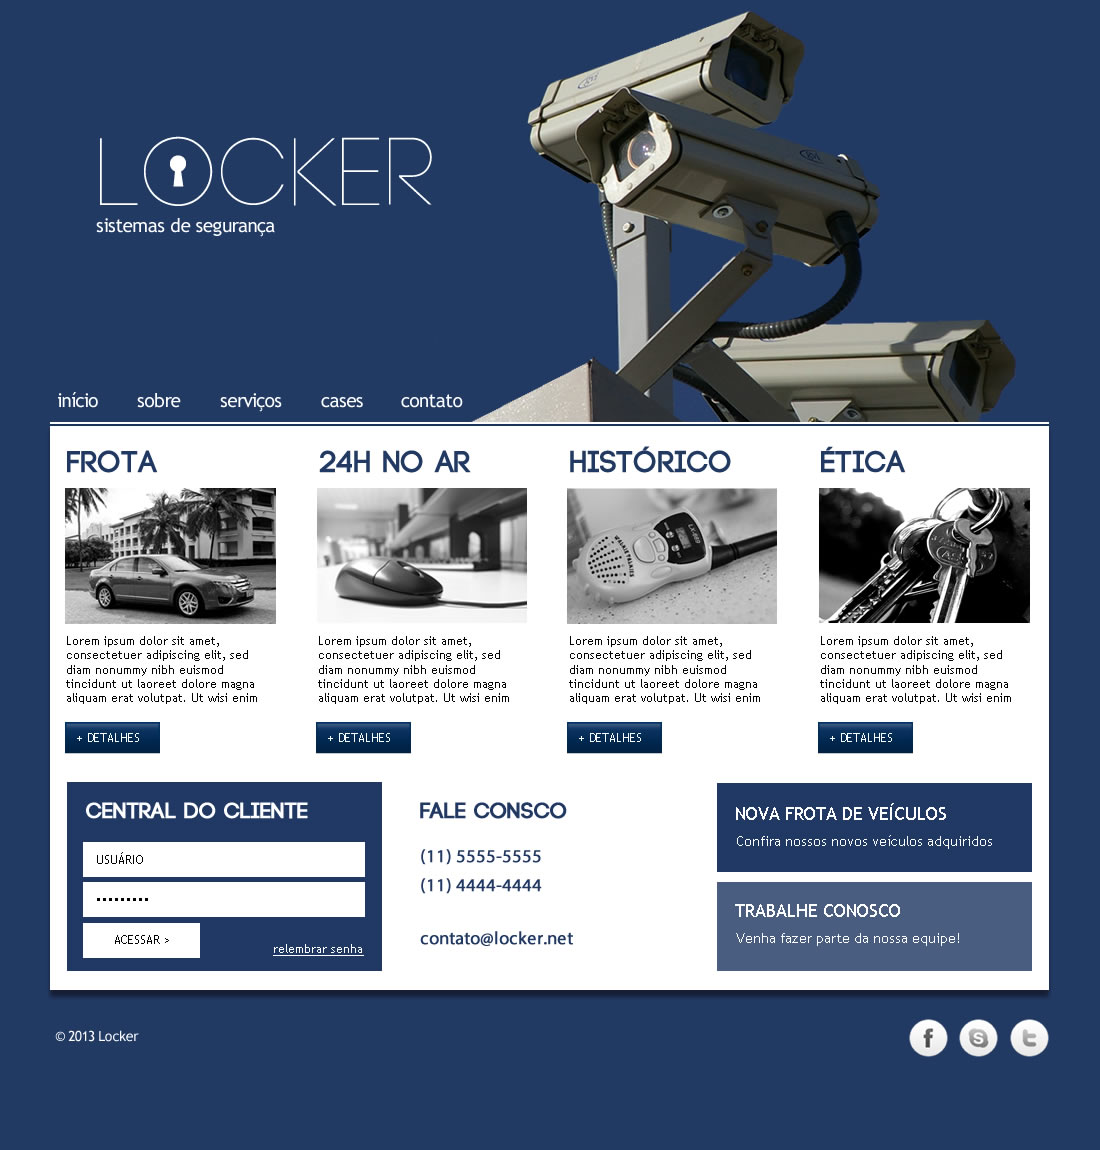 LOCKER
sistemas de segurança
início sobre serviços cases contato
FROTA
Lorem ipsum dolor sit amet,
consectetuer adipiscing elit, sed
diam nonummy nibh euismod
tincidunt ut laoreet dolore magna
aliquam erat volutpat. Ut wisi enim
+ DETALHES
24H NO AR
Lorem ipsum dolor sit amet,
consectetuer adipiscing elit, sed
diam nonummy nibh euismod
tincidunt ut laoreet dolore magna
aliquam erat volutpat. Ut wisi enim
+ DETALHES
HISTÓRICO
Lorem ipsum dolor sit amet,
consectetuer adipiscing elit, sed
diam nonummy nibh euismod
tincidunt ut laoreet dolore magna
aliquam erat volutpat. Ut wisi enim
+ DETALHES
ÉTICA
Lorem ipsum dolor sit amet,
consectetuer adipiscing elit, sed
diam nonummy nibh euismod
tincidunt ut laoreet dolore magna
aliquam erat volutpat. Ut wisi enim
+ DETALHES
CENTRAL DO CLIENTE
USUÁRIO
ACESSAR >
relembrar senha
FALE CONSCO
(11) 5555-5555
(11) 4444-4444
contato@locker.net
NOVA FROTA DE VEÍCULOS
Confira nossos novos veículos adquiridos
TRABALHE CONOSCO
Venha fazer parte da nossa equipe!
© 2013 Locker